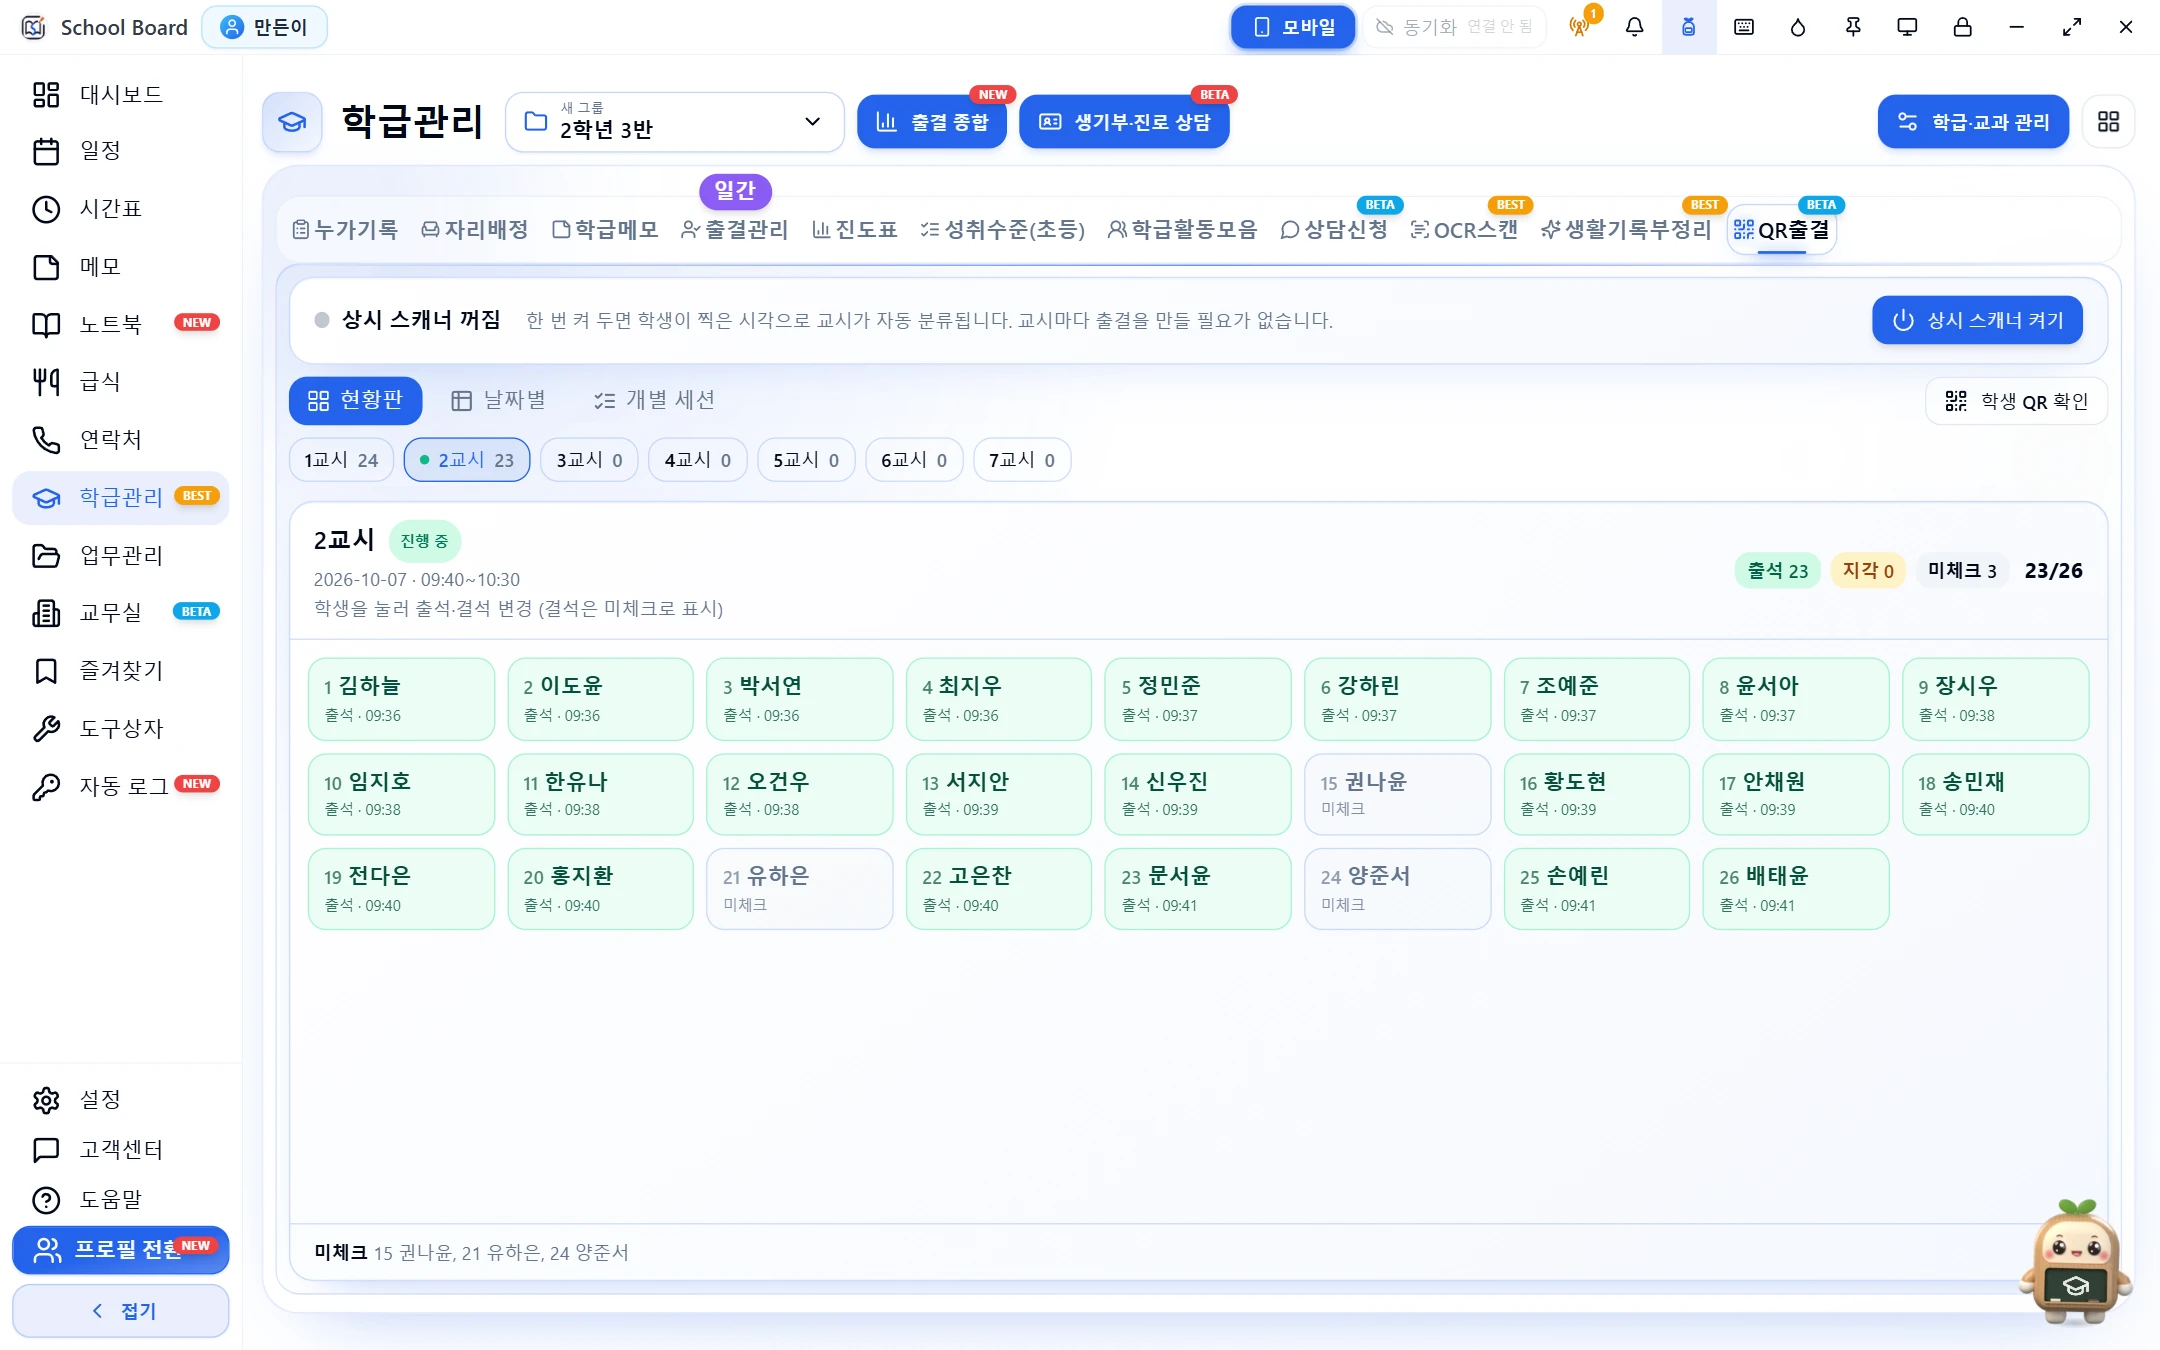 School Board
만든이
모바일
동기화 연결 안 됨
1
대시보드
일정
시간표
메모
노트북 NEW
급식
연락처
학급관리 BEST
업무관리
교무실 BETA
즐겨찾기
도구상자
자동 로그 NEW
설정
고객센터
도움말
프로필 전환 NEW
접기
학급관리
새 그룹
2학년 3반
출결 종합 NEW
생기부·진로 상담 BETA
학급·교과 관리
일간
누가기록
자리배정
학급메모
출결관리
진도표
성취수준(초등)
학급활동모음
상담신청 BETA
OCR스캔 BEST
생활기록부정리 BEST
QR출결 BETA
상시 스캐너 꺼짐 한 번 켜 두면 학생이 찍은 시각으로 교시가 자동 분류됩니다. 교시마다 출결을 만들 필요가 없습니다.
상시 스캐너 켜기
현황판
날짜별
개별 세션
학생 QR 확인
1교시 24
2교시 23
3교시 0
4교시 0
5교시 0
6교시 0
7교시 0
2교시 진행 중
2026-10-07 · 09:40~10:30
학생을 눌러 출석·결석 변경 (결석은 미체크로 표시)
출석 23
지각 0
미체크 3
23/26
1 김하늘
출석 · 09:36
2 이도윤
출석 · 09:36
3 박서연
출석 · 09:36
4 최지우
출석 · 09:36
5 정민준
출석 · 09:37
6 강하린
출석 · 09:37
7 조예준
출석 · 09:37
8 윤서아
출석 · 09:37
9 장시우
출석 · 09:38
10 임지호
출석 · 09:38
11 한유나
출석 · 09:38
12 오건우
출석 · 09:38
13 서지안
출석 · 09:39
14 신우진
출석 · 09:39
15 권나윤
미체크
16 황도현
출석 · 09:39
17 안채원
출석 · 09:39
18 송민재
출석 · 09:40
19 전다은
출석 · 09:40
20 홍지환
출석 · 09:40
21 유하은
미체크
22 고은찬
출석 · 09:40
23 문서윤
출석 · 09:41
24 양준서
미체크
25 손예린
출석 · 09:41
26 배태윤
출석 · 09:41
미체크 15 권나윤, 21 유하은, 24 양준서